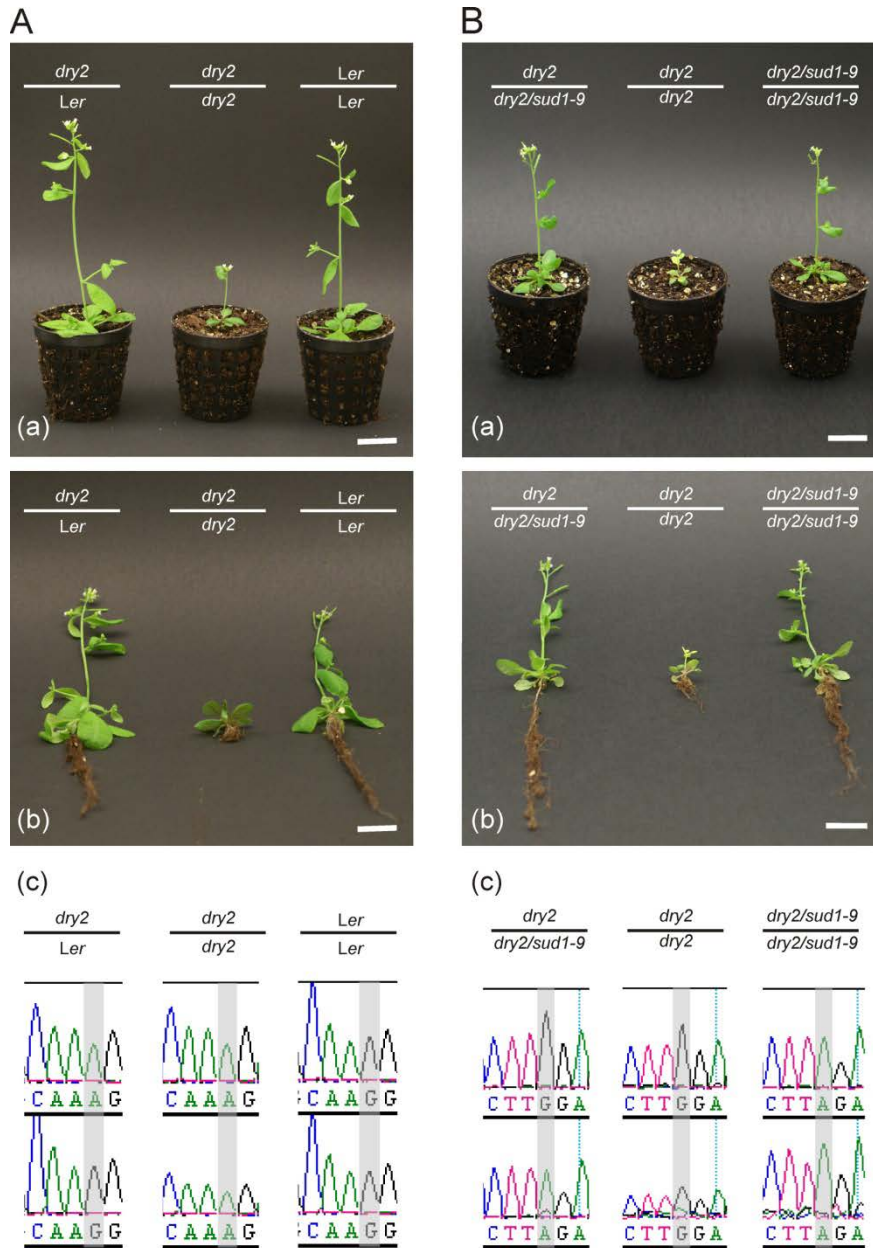 A
dry2 dry2 Ler
Ler dry2 Ler
(a)
dry2 dry2 Ler
Ler dry2 Ler
(b)
(c)
dry2 dry2 Ler
Ler dry2 Ler
CAAAG CAAAG GCAAGG
CAAGG CAAAG GCAAGG
B
dry2 dry2 dry2/sud1-9
dry2/sud1-9 dry2 dry2/sud1-9
(a)
dry2 dry2 dry2/sud1-9
dry2/sud1-9 dry2 dry2/sud1-9
(b)
(c)
dry2 dry2 dry2/sud1-9
dry2/sud1-9 dry2 dry2/sud1-9
CTTGGA CTTGGA CTTAGA
CTTAGA CTTGGA CTTAGA